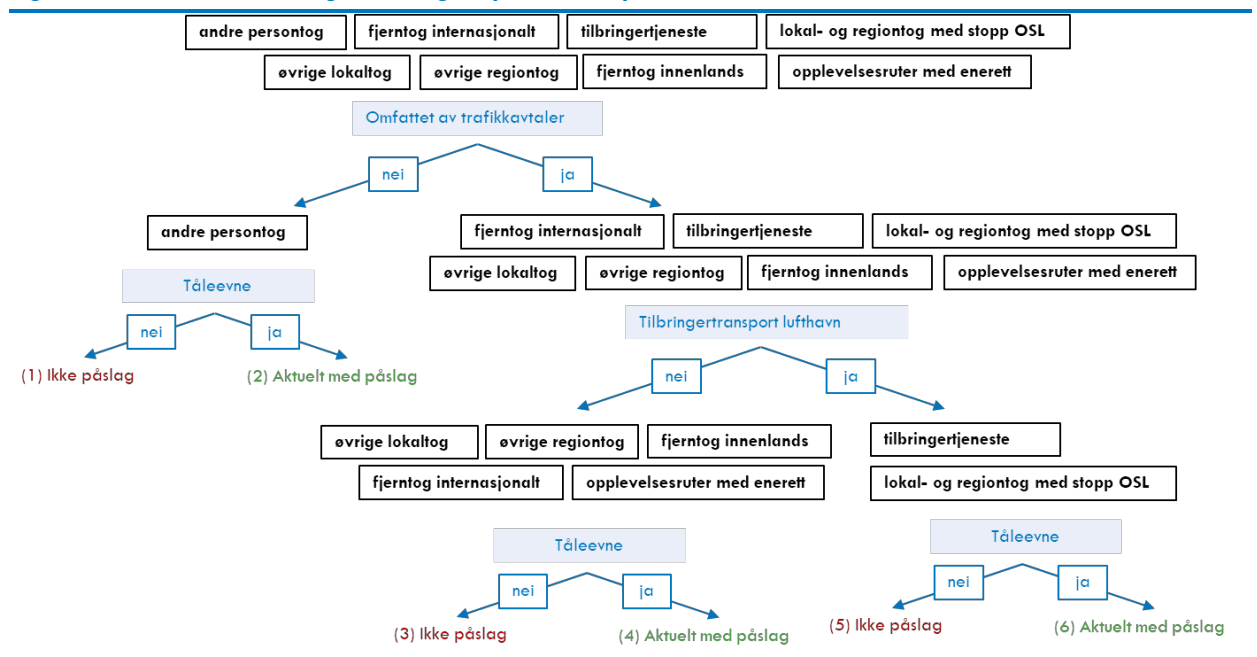 andre persontog fjerntog internasjonalt tilbringertjeneste lokal- og regiontog med stopp OSL
øvrige lokaltog øvrige regiontog fjerntog innenlands opplevelsesruter med enerett
Omfattet av trafikkavtaler
nei ja
andre persontog fjerntog internasjonalt tilbringertjeneste lokal- og regiontog med stopp OSL
øvrige lokaltog øvrige regiontog fjerntog innenlands opplevelsesruter med enerett
Tåleevne
nei ja
Tilbringertransport lufthavn
(1) Ikke påslag (2) Aktuelt med påslag
nei ja
øvrige lokaltog øvrige regiontog fjerntog innenlands tilbringertjeneste
fjerntog internasjonalt opplevelsesruter med enerett lokal- og regiontog med stopp OSL
Tåleevne Tåleevne
nei ja nei ja
(3) Ikke påslag (4) Aktuelt med påslag (5) Ikke påslag (6) Aktuelt med påslag